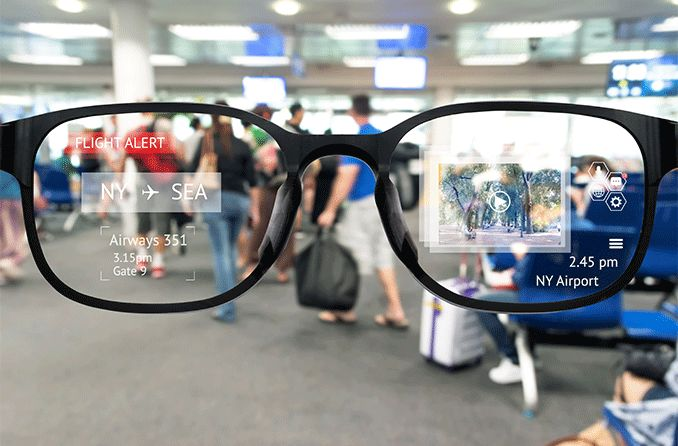 FLIGHT ALERT
NY ✈ SEA
Airways 351
3.15pm
Gate 9
2.45 pm
NY Airport